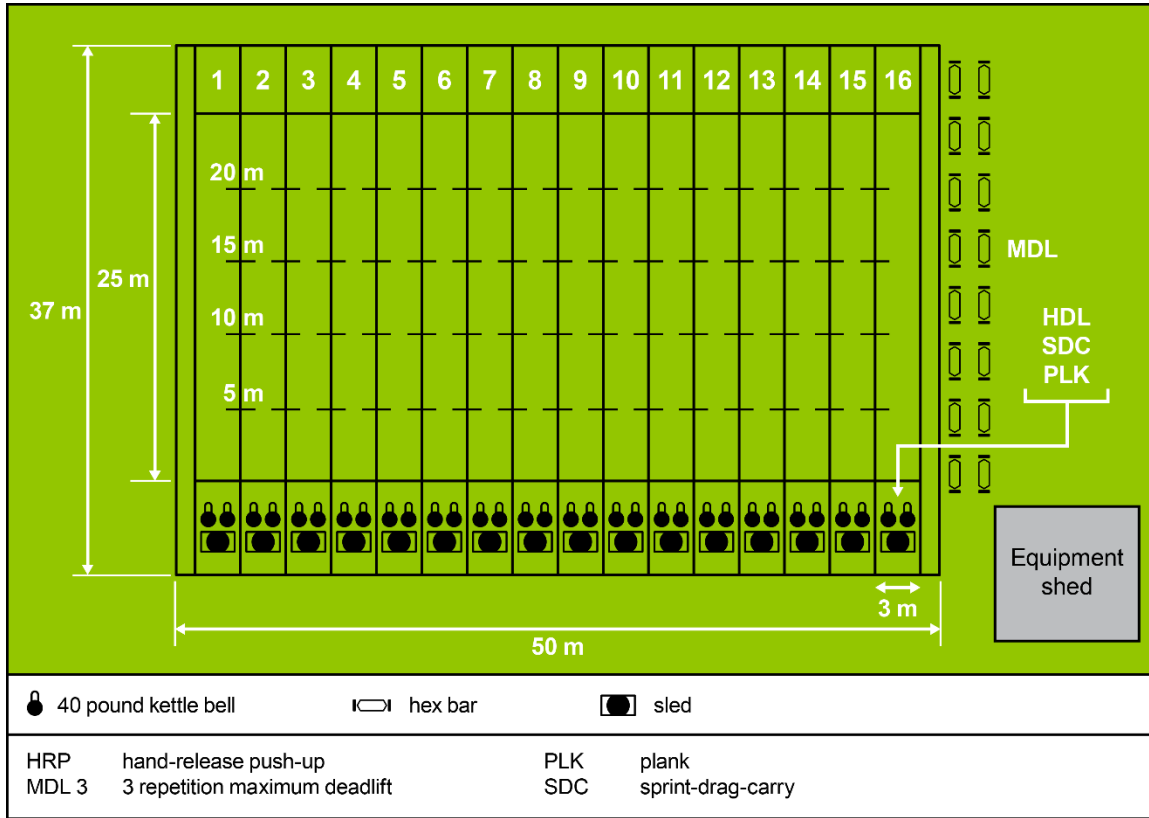 1 2 3 4 5 6 7 8 9 10 11 12 13 14 15 16
20 m
15 m
MDL
25 m
37 m
10 m
HDL
SDC
PLK
5 m
Equipment
shed
3 m
50 m
40 pound kettle bell hex bar sled
HRP hand-release push-up PLK plank
MDL 3 3 repetition maximum deadlift SDC sprint-drag-carry